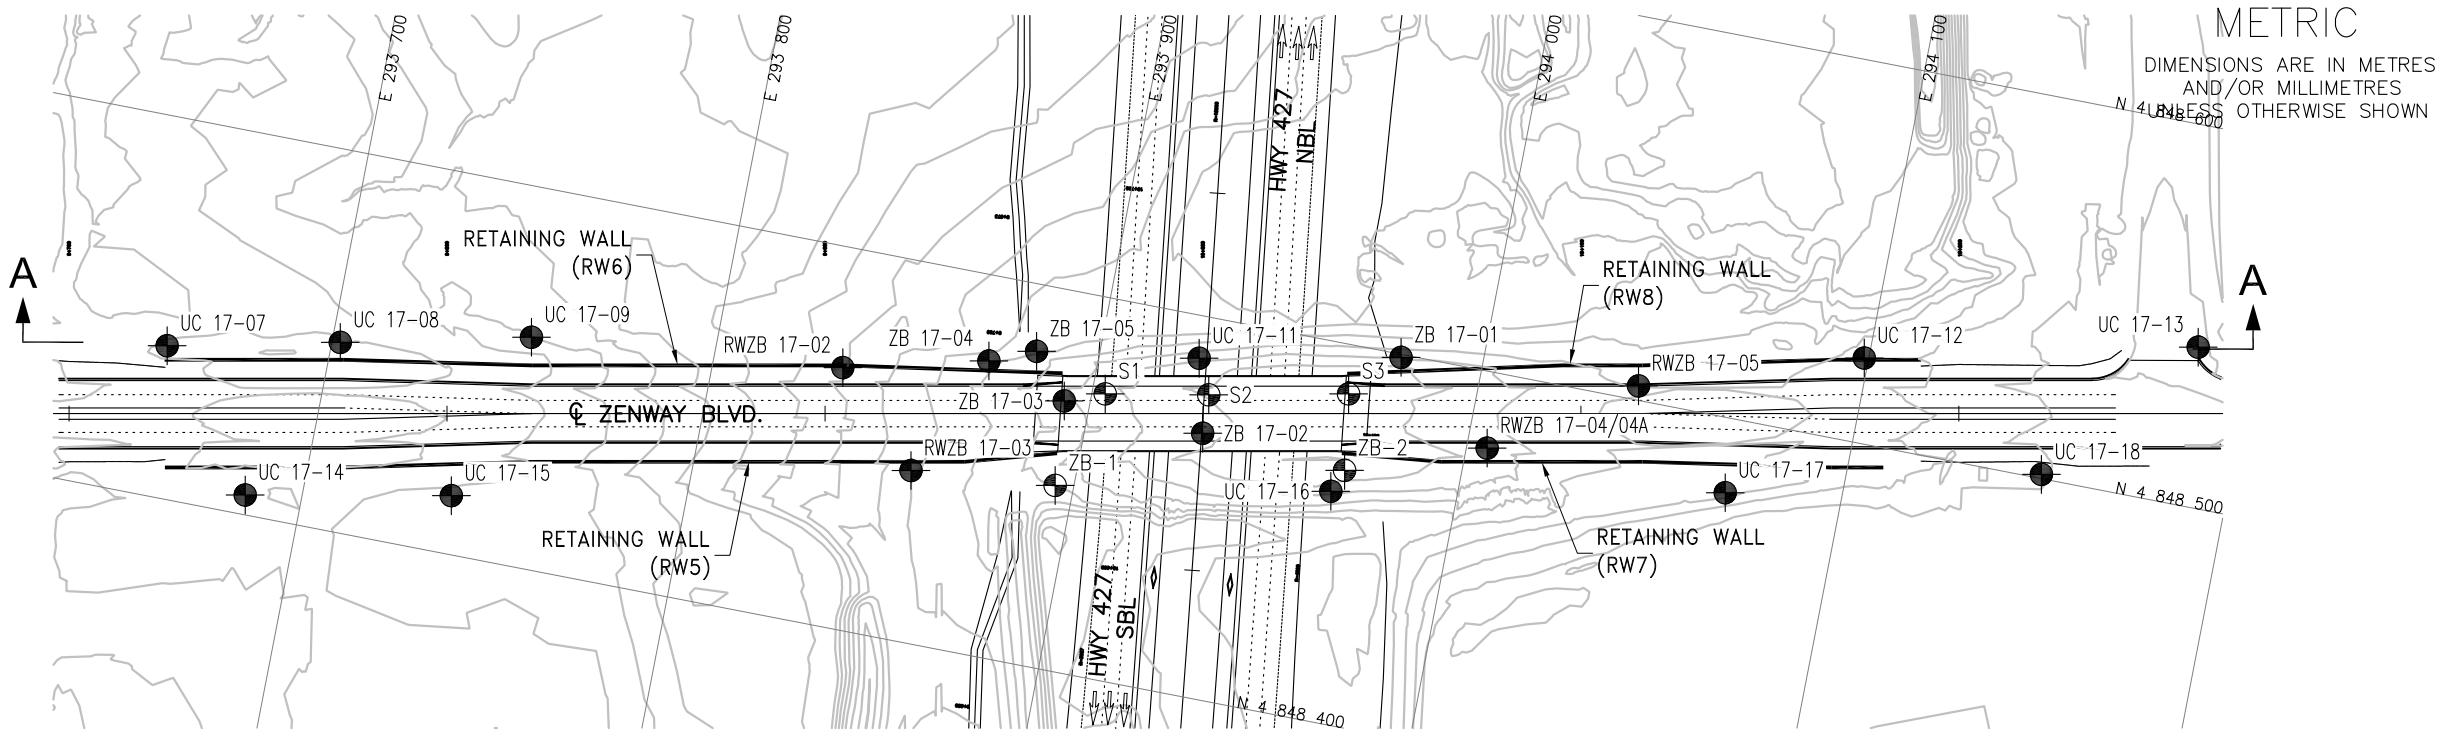 METRIC
DIMENSIONS ARE IN METRES
AND/OR MILLIMETRES
UNLESS OTHERWISE SHOWN
E 293 700
E 293 800
E 293 900
E 294 000
E 294 100
N 4 848 600
HWY 427
NBL
RETAINING WALL
(RW6)
RETAINING WALL
(RW8)
A
A
UC 17-07
UC 17-08
UC 17-09
RWZB 17-02
ZB 17-04
ZB 17-05
UC 17-11
ZB 17-01
UC 17-12
UC 17-13
S1
S3
RWZB 17-05
ZB 17-03
S2
℄ ZENWAY BLVD.
ZB 17-02
RWZB 17-04/04A
RWZB 17-03
ZB-1
ZB-2
UC 17-14
UC 17-15
UC 17-16
UC 17-17
UC 17-18
N 4 848 500
RETAINING WALL
(RW5)
RETAINING WALL
(RW7)
HWY 427
SBL
N 4 848 400